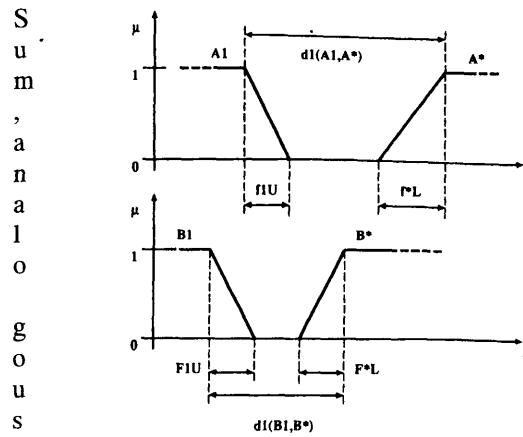 S
u
m
,
a
n
a
l
o
g
o
u
s
μ
A1
d1(A1,A*)
A*
1
0
f1U
f*L
μ
B1
B*
1
0
F1U
F*L
d1(B1,B*)